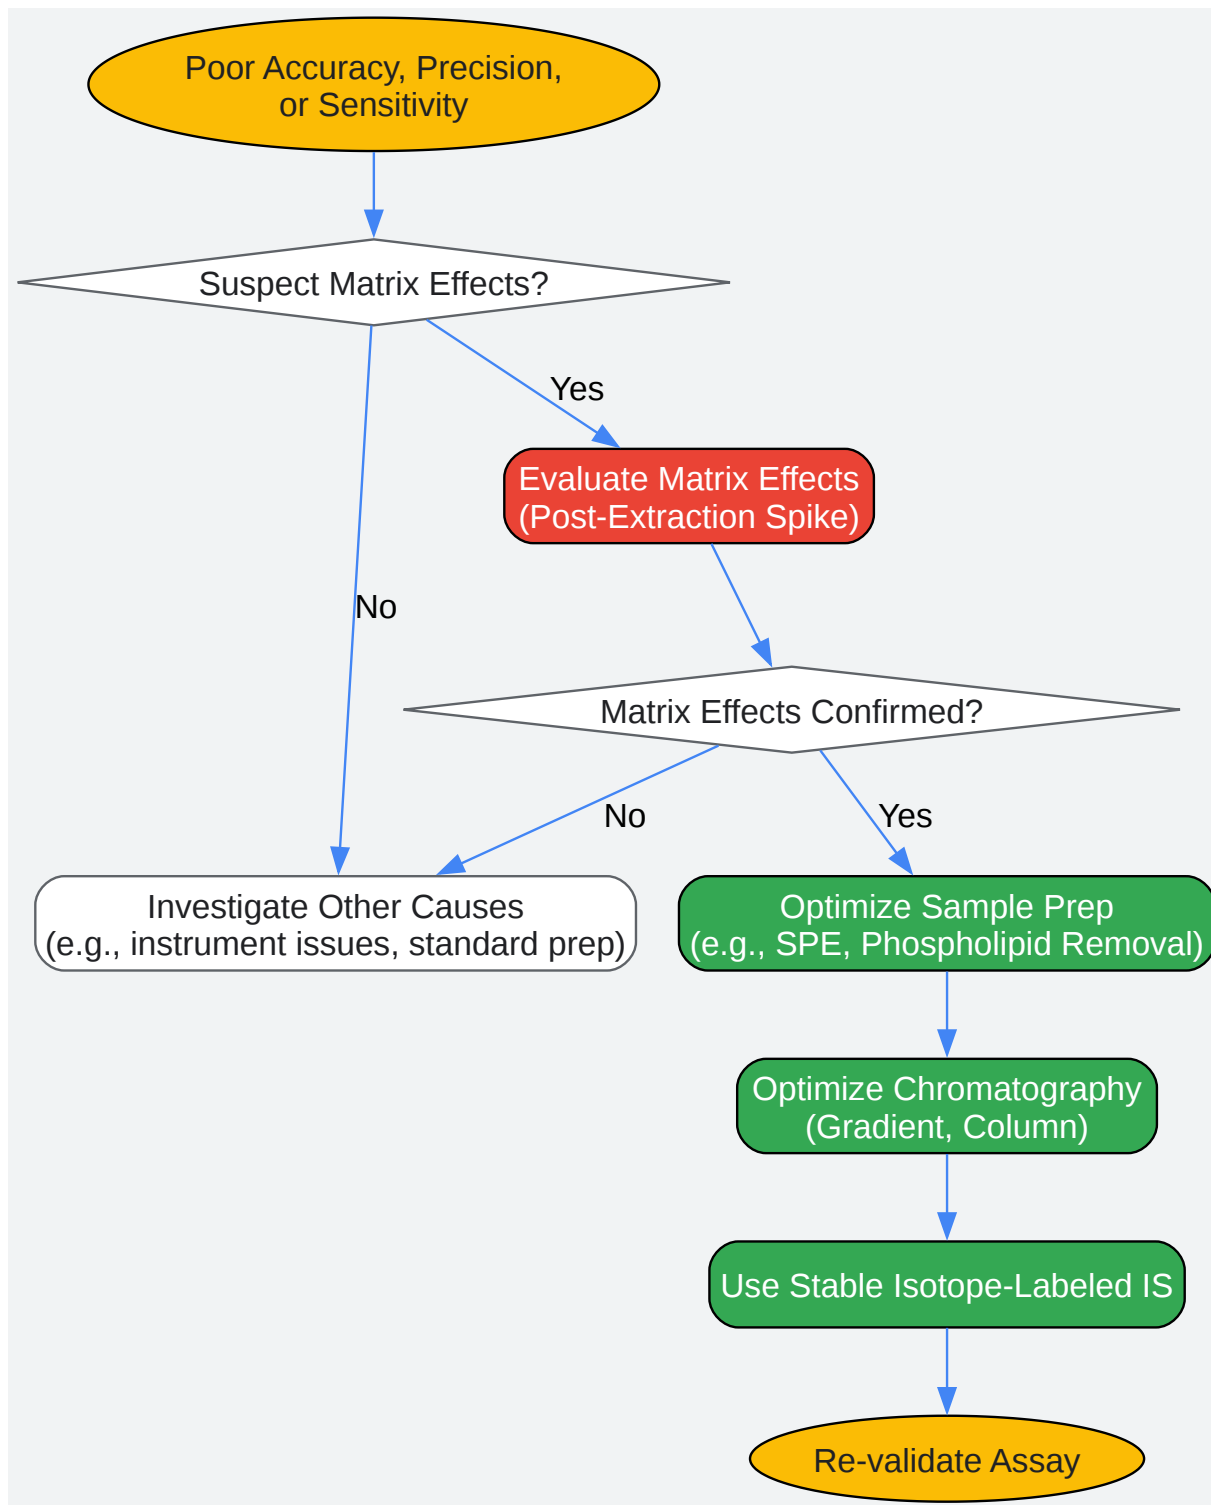 Poor Accuracy, Precision,
or Sensitivity
Suspect Matrix Effects?
Yes
Evaluate Matrix Effects
(Post-Extraction Spike)
No
Matrix Effects Confirmed?
No
Yes
Investigate Other Causes
(e.g., instrument issues, standard prep)
Optimize Sample Prep
(e.g., SPE, Phospholipid Removal)
Optimize Chromatography
(Gradient, Column)
Use Stable Isotope-Labeled IS
Re-validate Assay